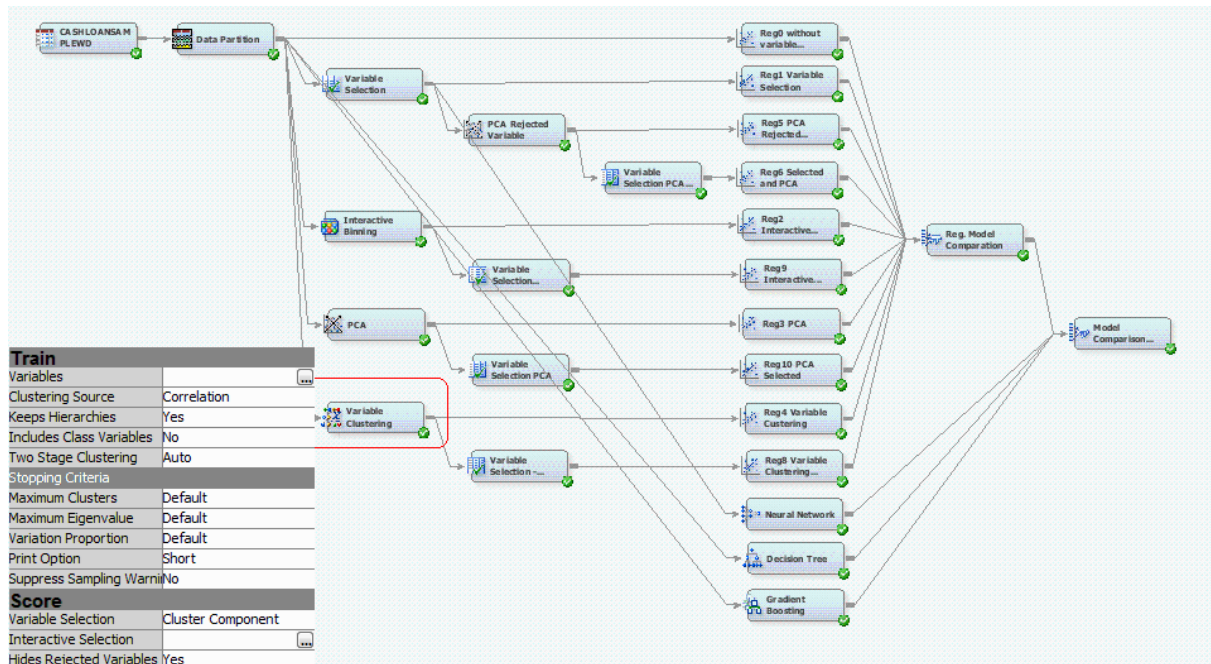 CASHLOANSAM
PLEWD
Data Partition
Reg0 without
variable...
Variable
Selection
Reg1 Variable
Selection
PCA Rejected
Variable
Reg5 PCA
Rejected...
Variable
Selection PCA...
Reg6 Selected
and PCA
Interactive
Binning
Reg2
Interactive...
Reg. Model
Comparation
Variable
Selection...
Reg9
Interactive...
PCA
Reg3 PCA
Model
Comparison...
Variable
Selection PCA
Reg10 PCA
Selected
Variable
Clustering
Reg4 Variable
Custering
Variable
Selection -...
Reg8 Variable
Clustering...
Neural Network
Decision Tree
Gradient
Boosting
Train
Variables ...
Clustering Source Correlation
Keeps Hierarchies Yes
Includes Class Variables No
Two Stage Clustering Auto
Stopping Criteria
Maximum Clusters Default
Maximum Eigenvalue Default
Variation Proportion Default
Print Option Short
Suppress Sampling Warnin No
Score
Variable Selection Cluster Component
Interactive Selection ...
Hides Rejected Variables Yes